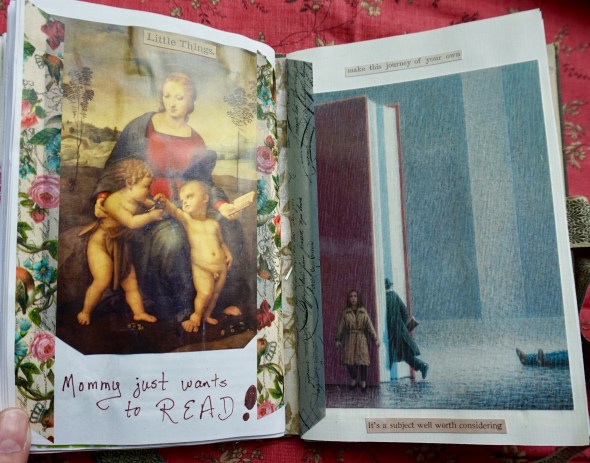 Little Things.
Mommy just wants
to READ!
make this journey of your own
It's a subject well worth considering